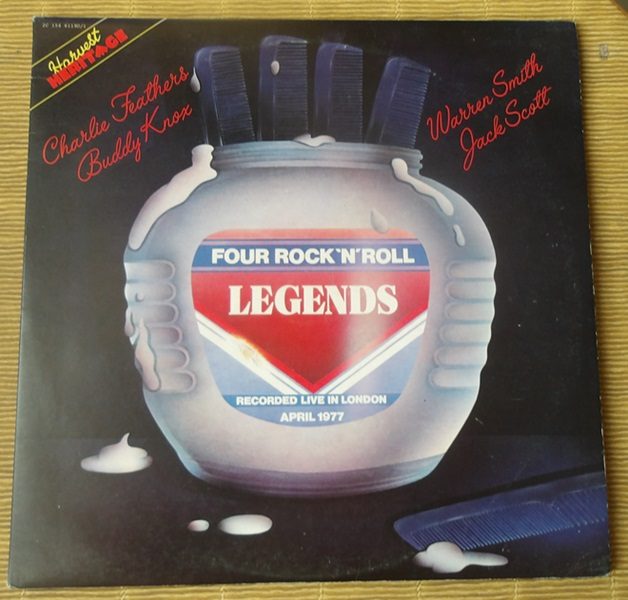 Harvest
HERITAGE
Charlie Feathers
Buddy Knox
Warren Smith
Jack Scott
FOUR ROCK 'N' ROLL
LEGENDS
RECORDED LIVE IN LONDON
APRIL 1977